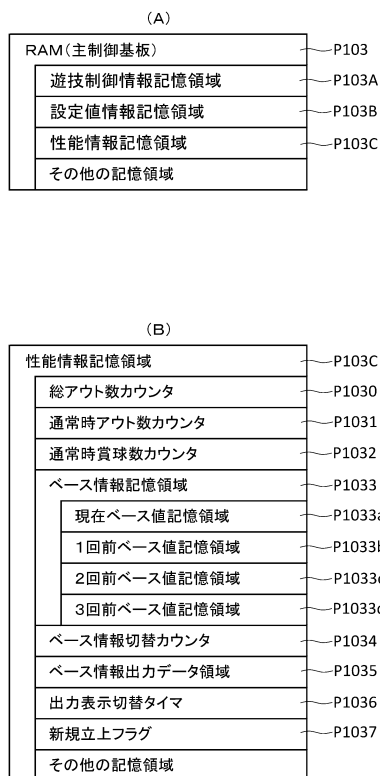 (A)
RAM(主制御基板) P103
遊技制御情報記憶領域 P103A
設定値情報記憶領域 P103B
性能情報記憶領域 P103C
その他の記憶領域
(B)
性能情報記憶領域 P103C
総アウト数カウンタ P1030
通常時アウト数カウンタ P1031
通常時賞球数カウンタ P1032
ベース情報記憶領域 P1033
現在ベース値記憶領域 P1033a
1回前ベース値記憶領域 P1033b
2回前ベース値記憶領域 P1033c
3回前ベース値記憶領域 P1033d
ベース情報切替カウンタ P1034
ベース情報出力データ領域 P1035
出力表示切替タイマ P1036
新規立上フラグ P1037
その他の記憶領域